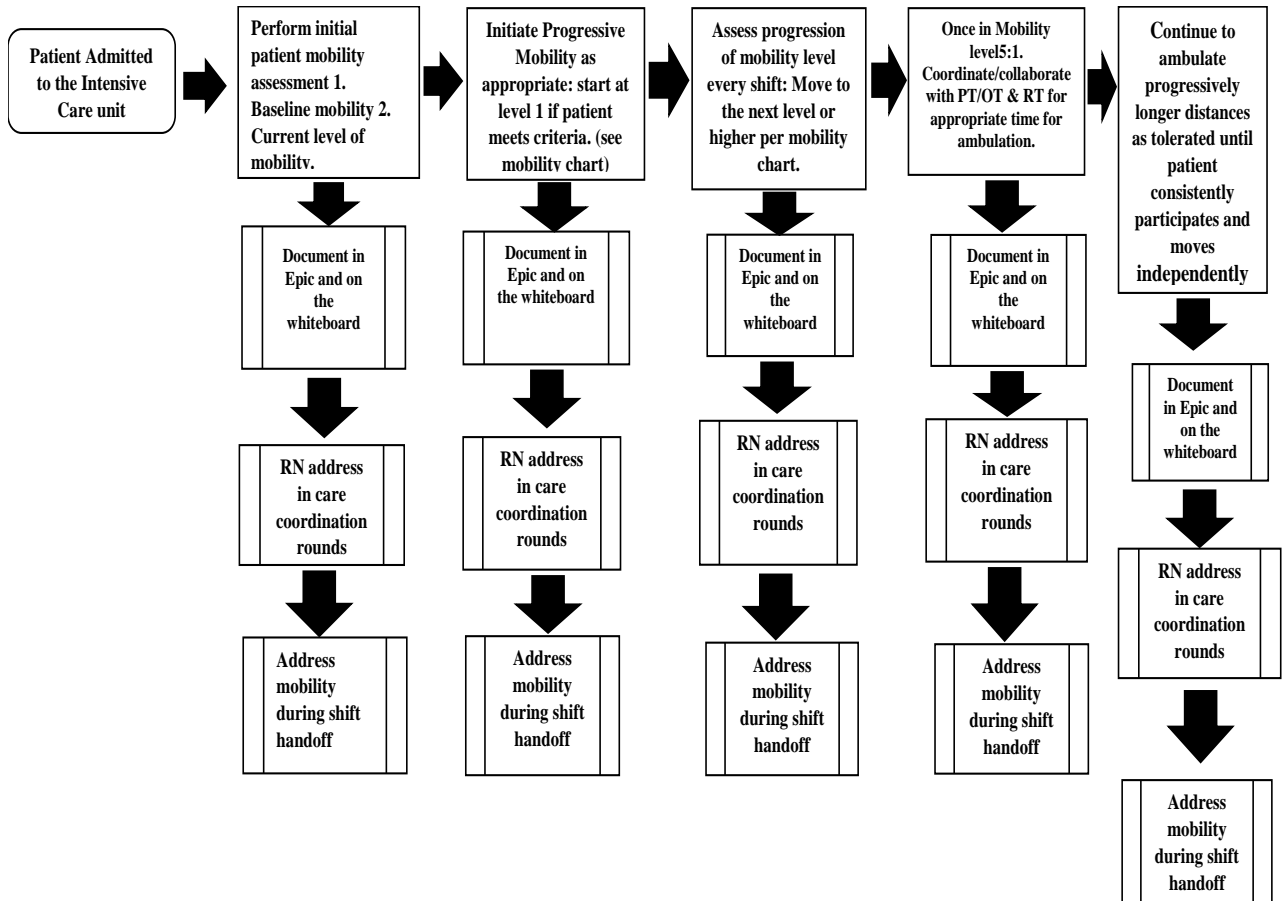 Patient Admitted
to the Intensive
Care unit
Perform initial
patient mobility
assessment 1.
Baseline mobility 2.
Current level of
mobility.
Initiate Progressive
Mobility as
appropriate: start at
level 1 if patient
meets criteria. (see
mobility chart)
Assess progression
of mobility level
every shift: Move to
the next level or
higher per mobility
chart.
Once in Mobility
level5:1.
Coordinate/collaborate
with PT/OT & RT for
appropriate time for
ambulation.
Continue to
ambulate
progressively
longer distances
as tolerated until
patient
consistently
participates and
moves
independently
Document in
Epic and on
the
whiteboard
Document in
Epic and on
the whiteboard
Document in
Epic and on
the
whiteboard
Document in
Epic and on
the
whiteboard
Document
in Epic and
on the
whiteboard
RN address
in care
coordination
rounds
RN address
in care
coordination
rounds
RN address
in care
coordination
rounds
RN address
in care
coordination
rounds
RN address
in care
coordination
rounds
Address
mobility
during shift
handoff
Address
mobility
during shift
handoff
Address
mobility
during shift
handoff
Address
mobility
during shift
handoff
Address
mobility
during shift
handoff